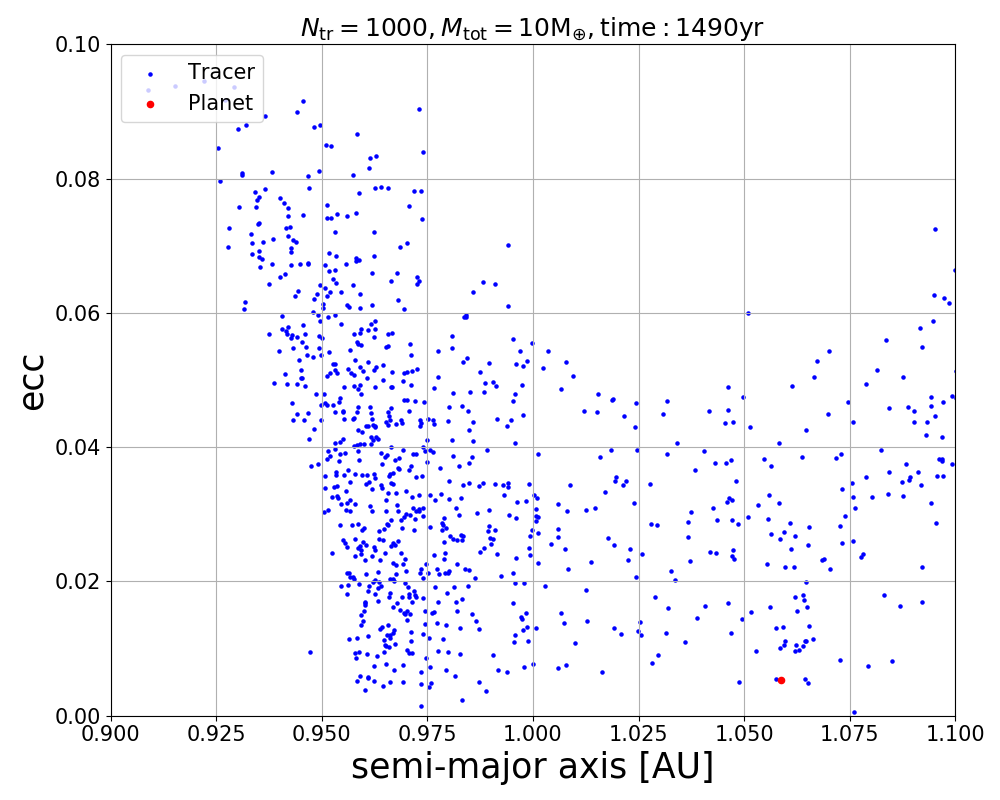 N_tr = 1000, M_tot = 10M_⊕, time : 1490yr
Tracer
Planet
ecc
0.10
0.08
0.06
0.04
0.02
0.00
0.900 0.925 0.950 0.975 1.000 1.025 1.050 1.075 1.100
semi-major axis [AU]